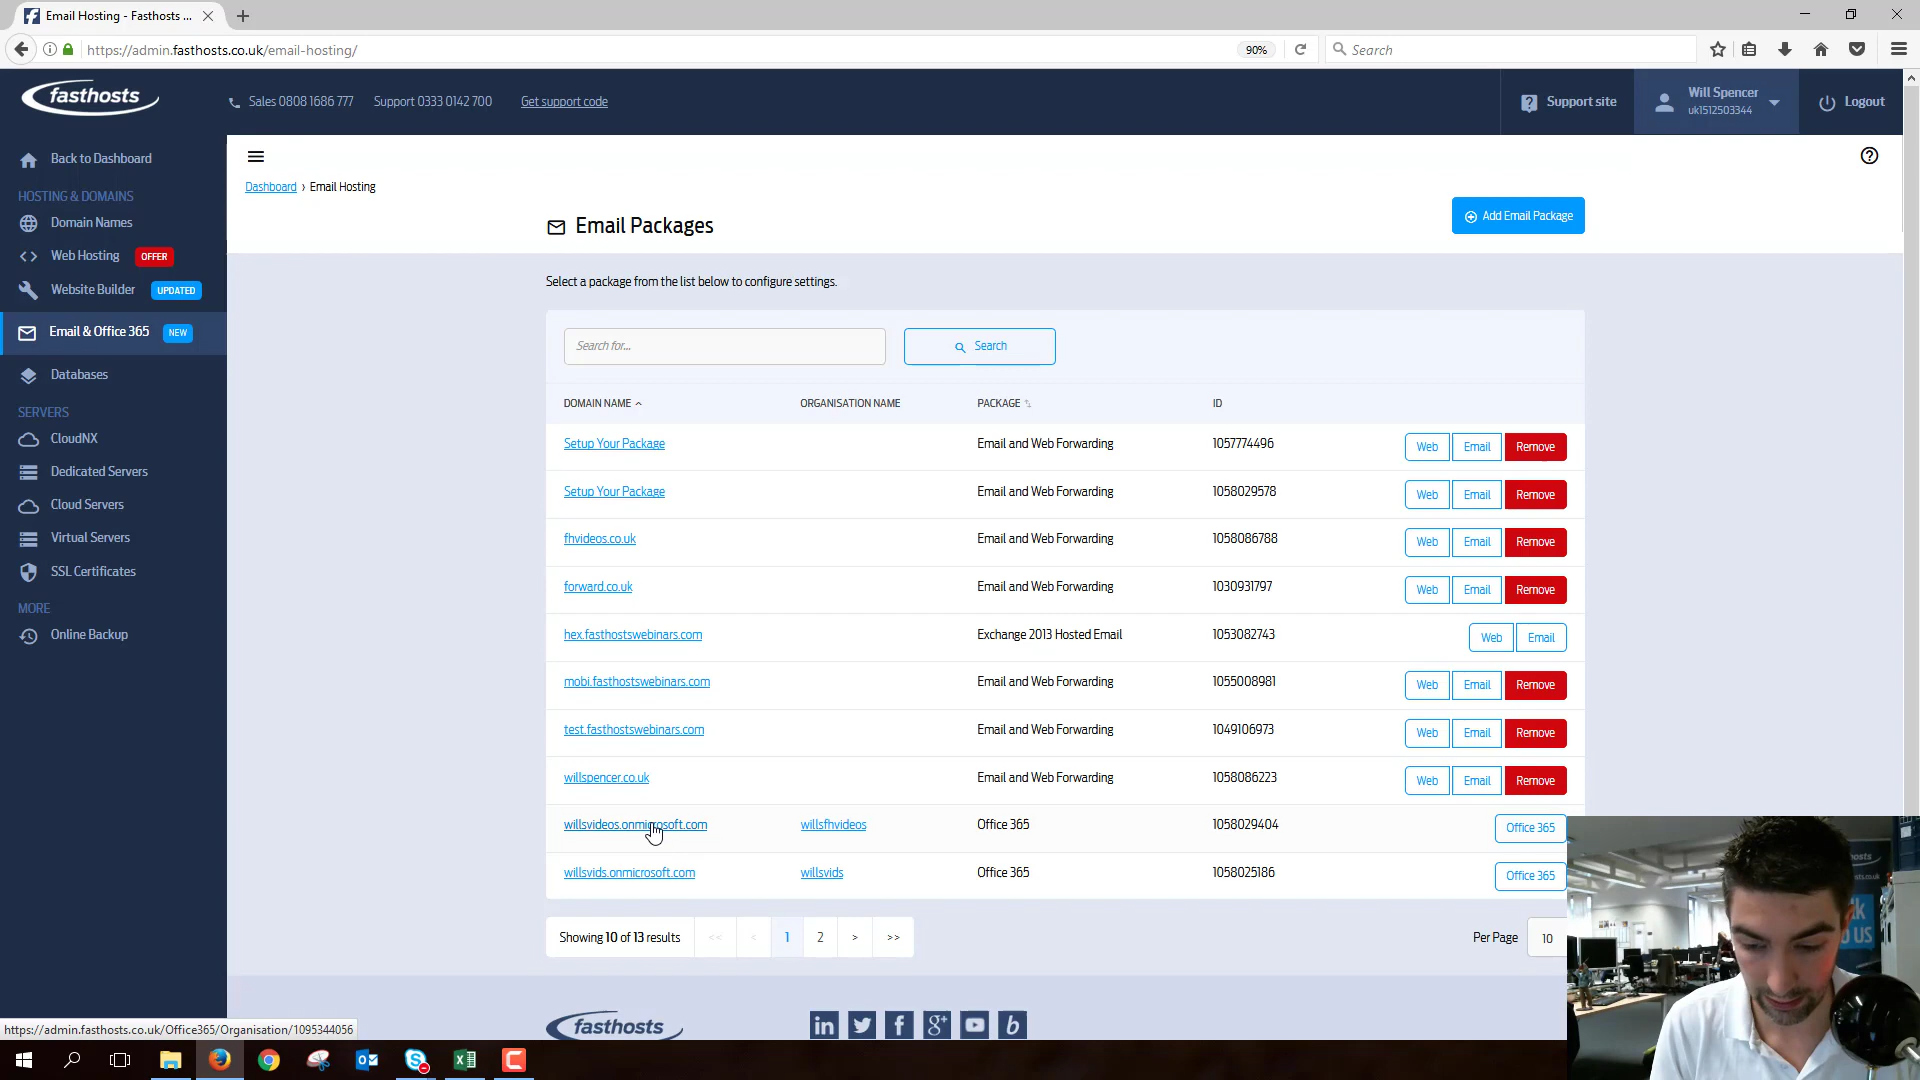 Email Hosting - Fasthosts ...
https://admin.fasthosts.co.uk/email-hosting/
90%
Search
fasthosts
Sales 0808 1686 777
Support 0333 0142 700
Get support code
Support site
Will Spencer
uk1512503344
Logout
Back to Dashboard
HOSTING & DOMAINS
Domain Names
Web Hosting OFFER
Website Builder UPDATED
Email & Office 365 NEW
Databases
SERVERS
CloudNX
Dedicated Servers
Cloud Servers
Virtual Servers
SSL Certificates
MORE
Online Backup
Dashboard › Email Hosting
Email Packages
Add Email Package
Select a package from the list below to configure settings.
Search for...
Search
DOMAIN NAME ORGANISATION NAME PACKAGE ID
Setup Your Package Email and Web Forwarding 1057774496 Web Email Remove
Setup Your Package Email and Web Forwarding 1058029578 Web Email Remove
fhvideos.co.uk Email and Web Forwarding 1058086788 Web Email Remove
forward.co.uk Email and Web Forwarding 1030931797 Web Email Remove
hex.fasthostswebinars.com Exchange 2013 Hosted Email 1053082743 Web Email
mobi.fasthostswebinars.com Email and Web Forwarding 1055008981 Web Email Remove
test.fasthostswebinars.com Email and Web Forwarding 1049106973 Web Email Remove
willspencer.co.uk Email and Web Forwarding 1058086223 Web Email Remove
willsvideos.onmicrosoft.com willsfhvideos Office 365 1058029404 Office 365
willsvids.onmicrosoft.com willsvids Office 365 1058025186 Office 365
Showing 10 of 13 results << < 1 2 > >>
Per Page 10
fasthosts
https://admin.fasthosts.co.uk/Office365/Organisation/1095344056